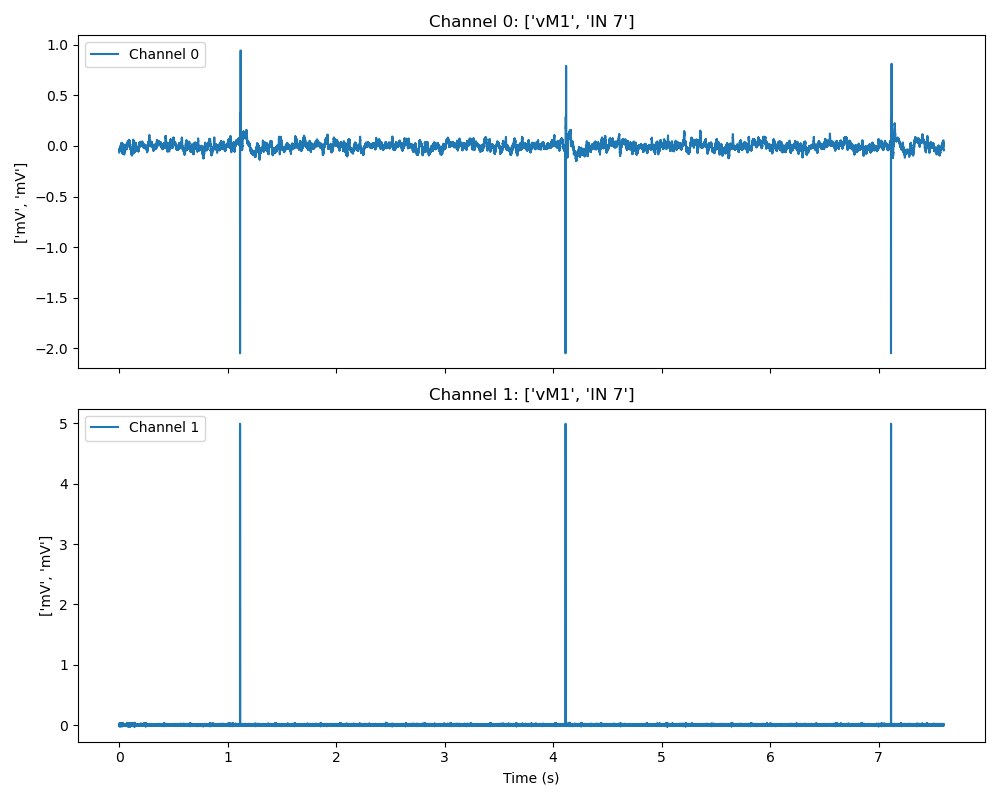 Channel 0: ['vM1', 'IN 7']
Channel 0
1.0
0.5
0.0
−0.5
−1.0
−1.5
−2.0
['mV', 'mV']
Channel 1: ['vM1', 'IN 7']
Channel 1
5
4
3
2
1
0
['mV', 'mV']
0 1 2 3 4 5 6 7
Time (s)